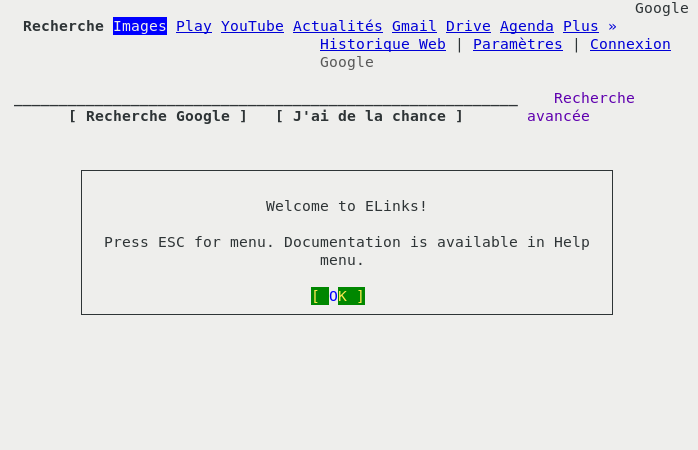 Google
Recherche Images Play YouTube Actualités Gmail Drive Agenda Plus »
Historique Web | Paramètres | Connexion
Google
Recherche
[ Recherche Google ] [ J'ai de la chance ] avancée
Welcome to ELinks!
Press ESC for menu. Documentation is available in Help
menu.
[ OK ]